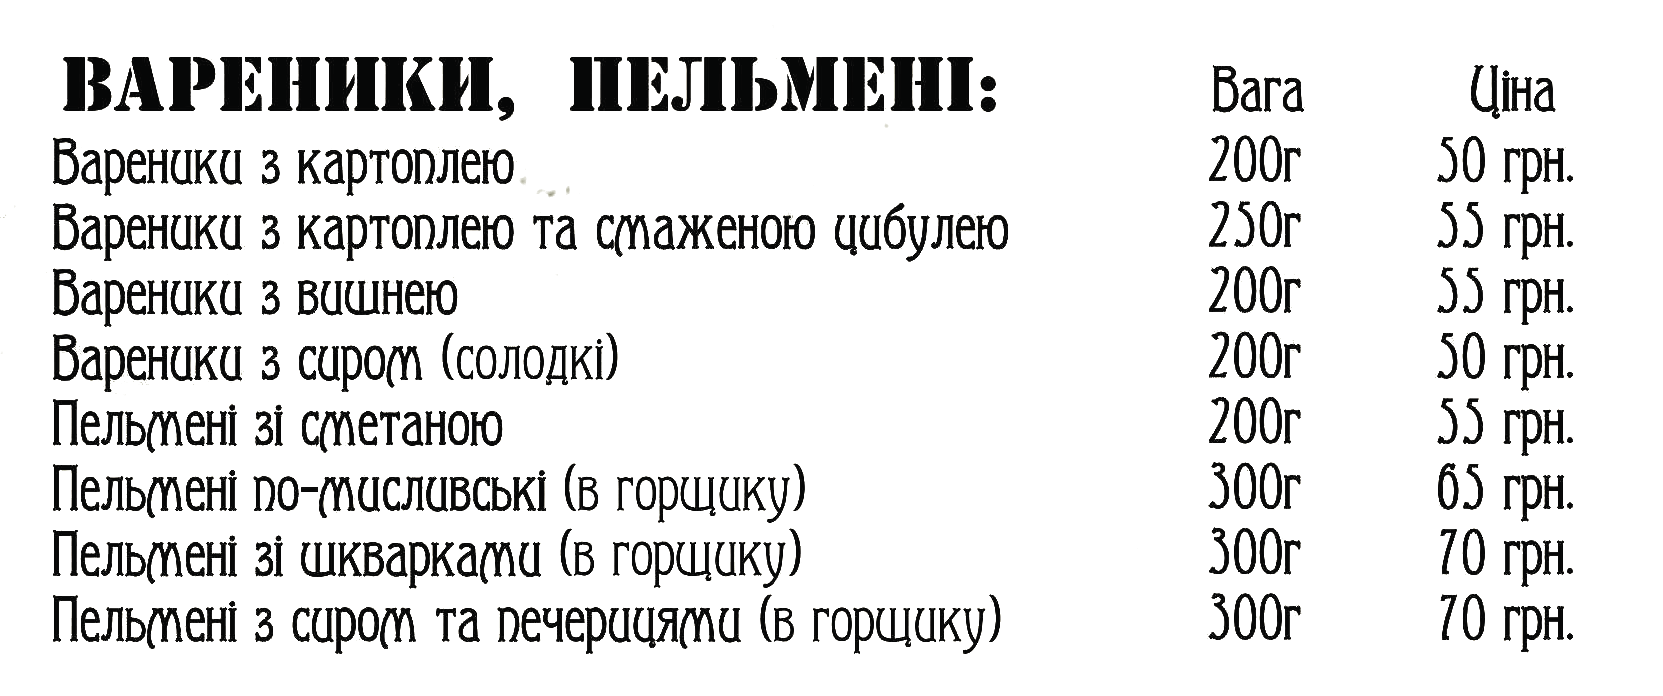 ВАРЕНИКИ, ПЕЛЬМЕНІ: Вага Ціна
Вареники з картоплею 200г 50 грн.
Вареники з картоплею та смаженою цибулею 250г 55 грн.
Вареники з вишнею 200г 55 грн.
Вареники з сиром (солодкі) 200г 50 грн.
Пельмені зі сметаною 200г 55 грн.
Пельмені по-мисливські (в горщику) 300г 65 грн.
Пельмені зі шкварками (в горщику) 300г 70 грн.
Пельмені з сиром та печерицями (в горщику) 300г 70 грн.